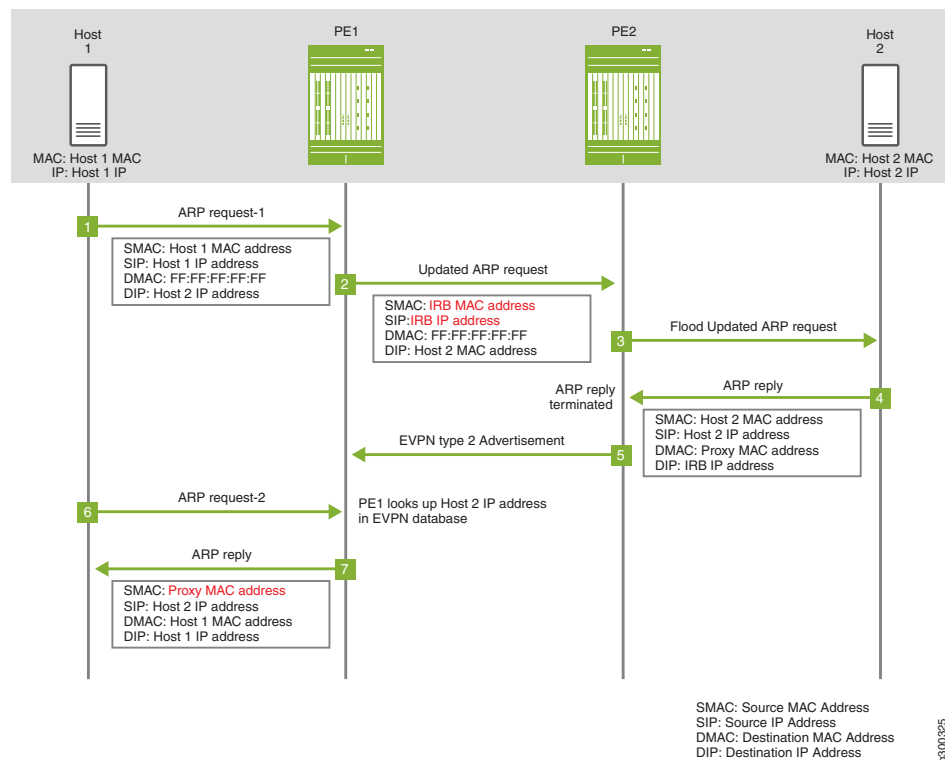 Host
1
PE1
PE2
Host
2
MAC: Host 1 MAC
IP: Host 1 IP
MAC: Host 2 MAC
IP: Host 2 IP
ARP request-1
1
SMAC: Host 1 MAC address
SIP: Host 1 IP address
DMAC: FF:FF:FF:FF:FF
DIP: Host 2 IP address
Updated ARP request
2
SMAC: IRB MAC address
SIP:IRB IP address
DMAC: FF:FF:FF:FF:FF
DIP: Host 2 MAC address
Flood Updated ARP request
3
ARP reply
terminated
ARP reply
4
SMAC: Host 2 MAC address
SIP: Host 2 IP address
DMAC: Proxy MAC address
DIP: IRB IP address
EVPN type 2 Advertisement
5
ARP request-2
6
PE1 looks up Host 2 IP address
in EVPN database
ARP reply
7
SMAC: Proxy MAC address
SIP: Host 2 IP address
DMAC: Host 1 MAC address
DIP: Host 1 IP address
SMAC: Source MAC Address
SIP: Source IP Address
DMAC: Destination MAC Address
DIP: Destination IP Address
g300325